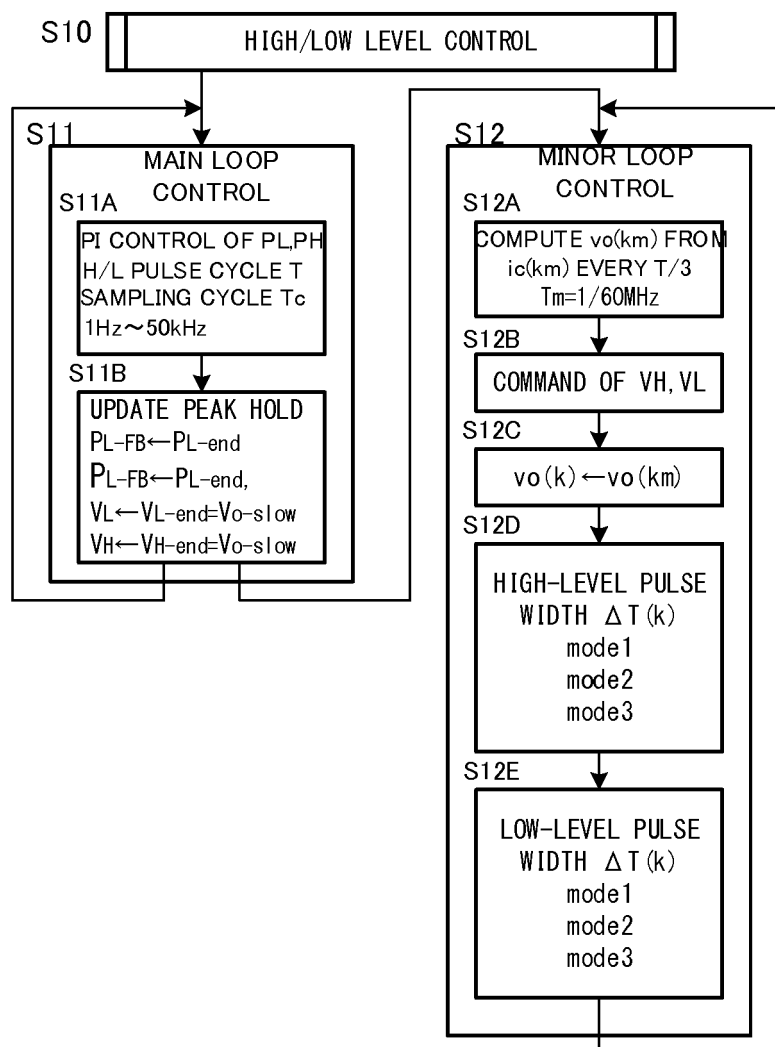 S10
HIGH/LOW LEVEL CONTROL
S11
MAIN LOOP
CONTROL
S11A
PI CONTROL OF PL,PH
H/L PULSE CYCLE T
SAMPLING CYCLE Tc
1Hz～50kHz
S11B
UPDATE PEAK HOLD
PL-FB←PL-end
PL-FB←PL-end,
VL←VL-end=Vo-slow
VH←VH-end=Vo-slow
S12
MINOR LOOP
CONTROL
S12A
COMPUTE vo(km) FROM
ic(km) EVERY T/3
Tm=1/60MHz
S12B
COMMAND OF VH,VL
S12C
vo(k)←vo(km)
S12D
HIGH-LEVEL PULSE
WIDTH ΔT(k)
mode1
mode2
mode3
S12E
LOW-LEVEL PULSE
WIDTH ΔT(k)
mode1
mode2
mode3